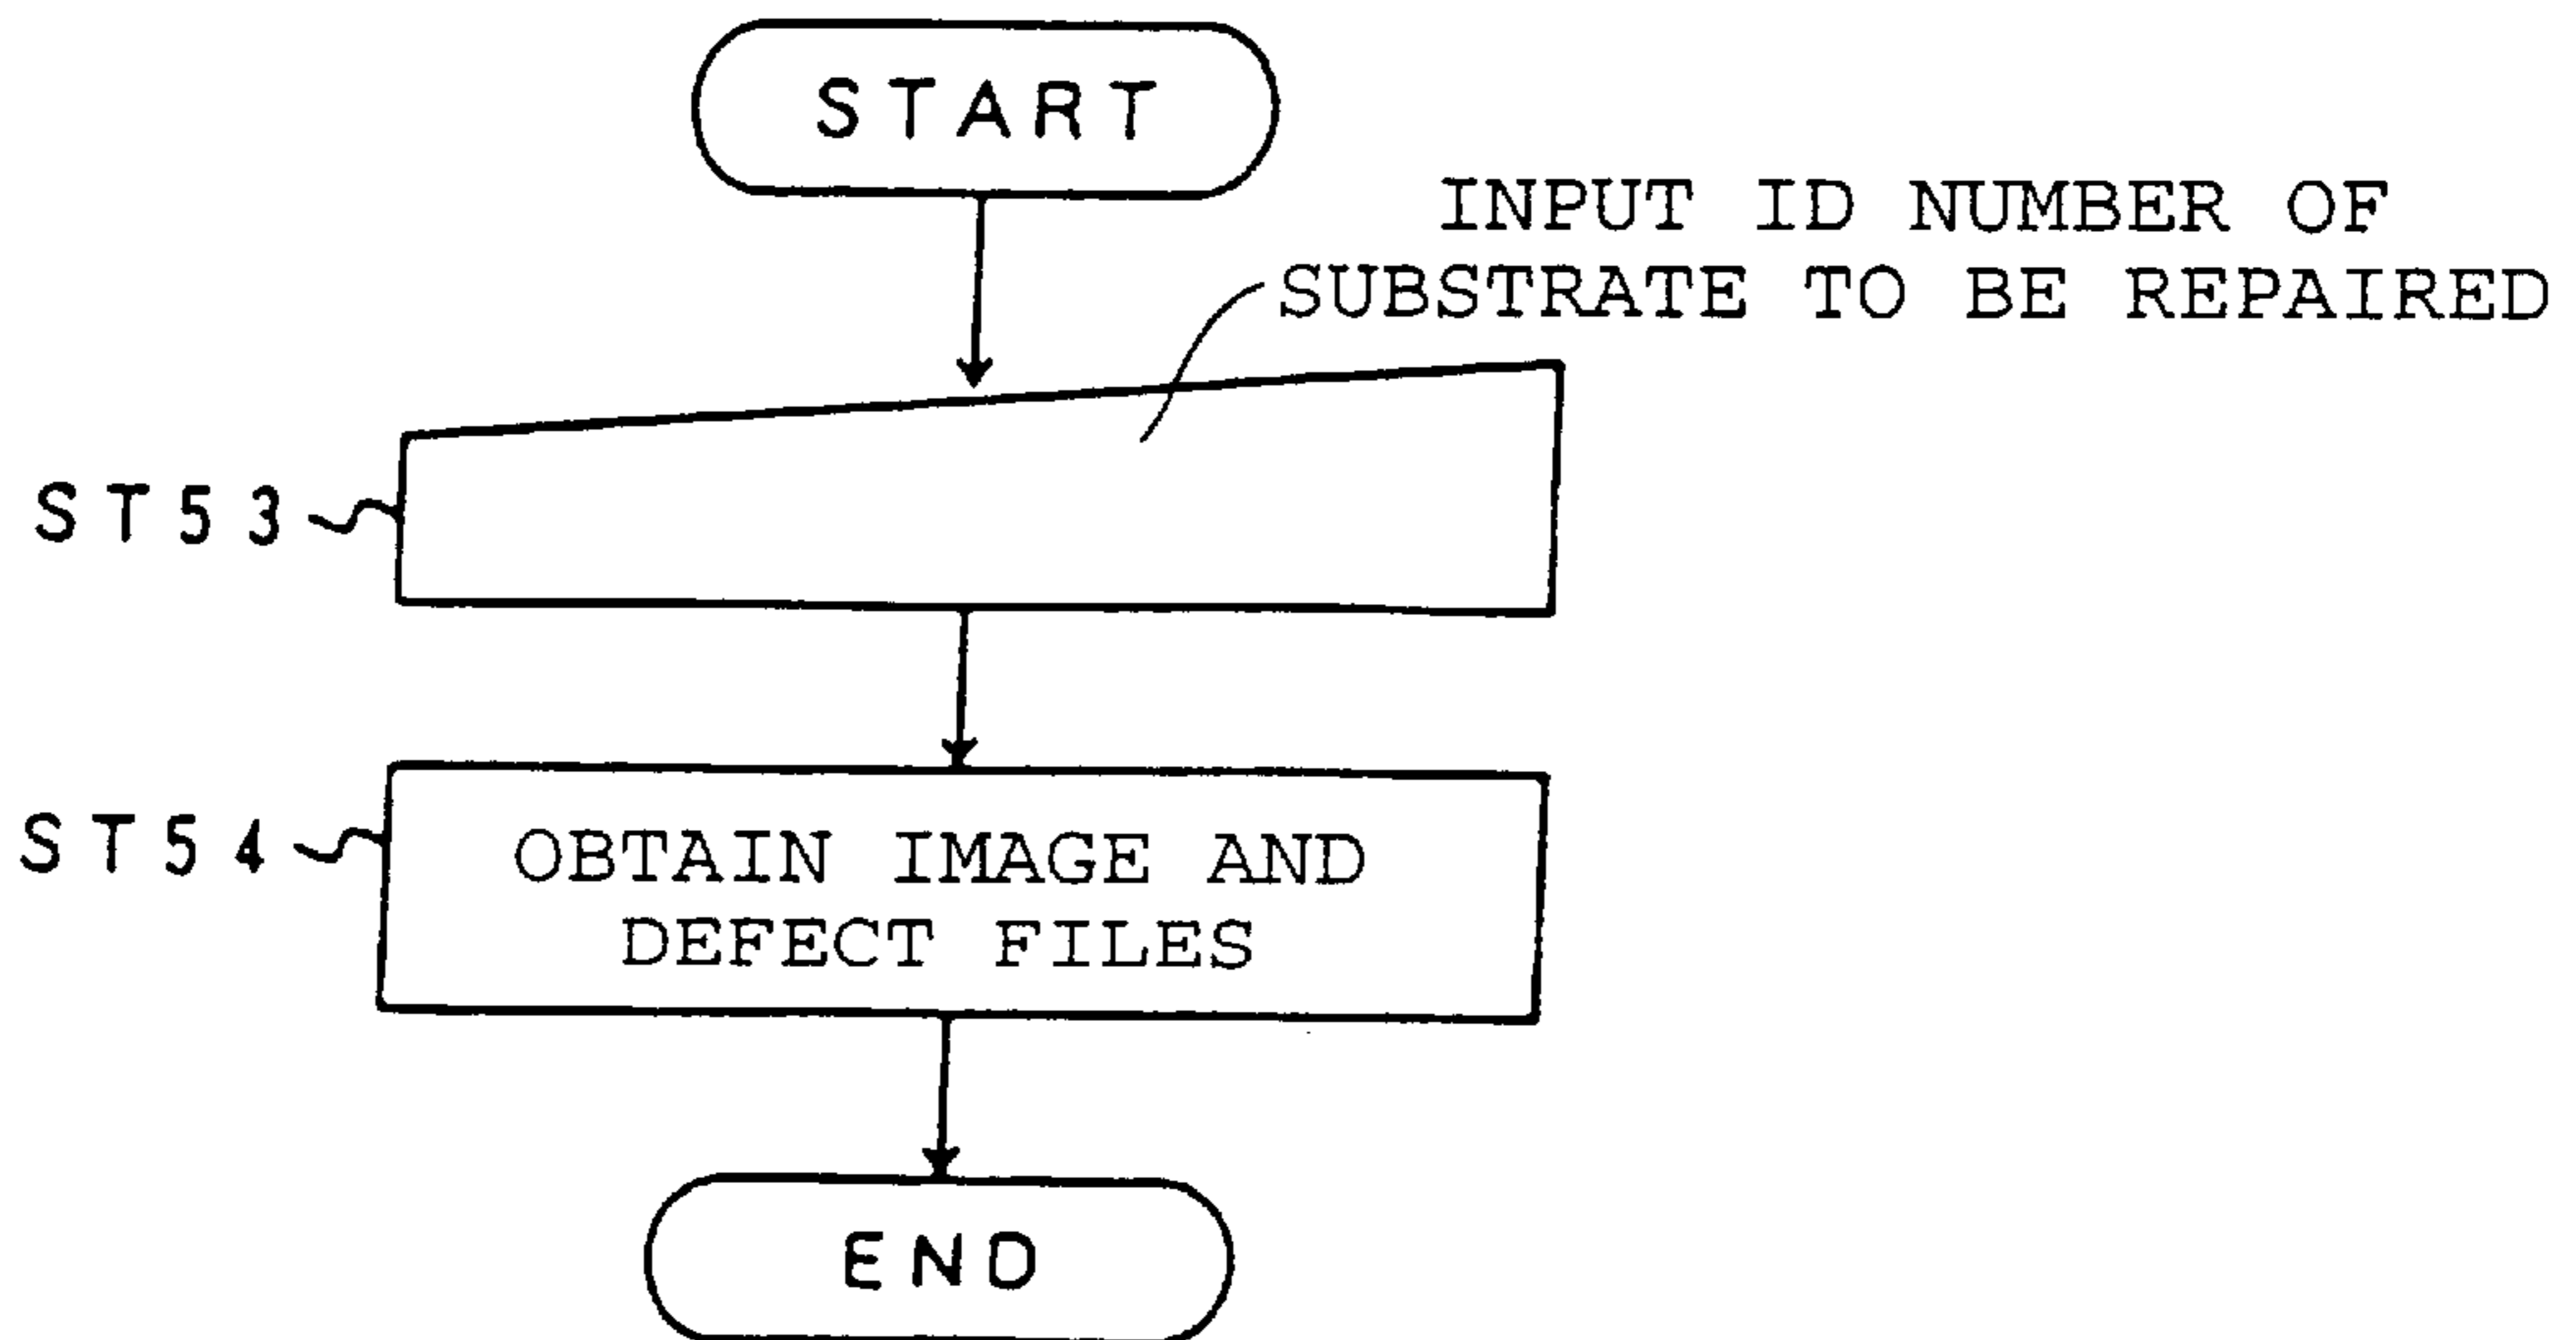 START
INPUT ID NUMBER OF
SUBSTRATE TO BE REPAIRED
ST53
ST54
OBTAIN IMAGE AND
DEFECT FILES
END